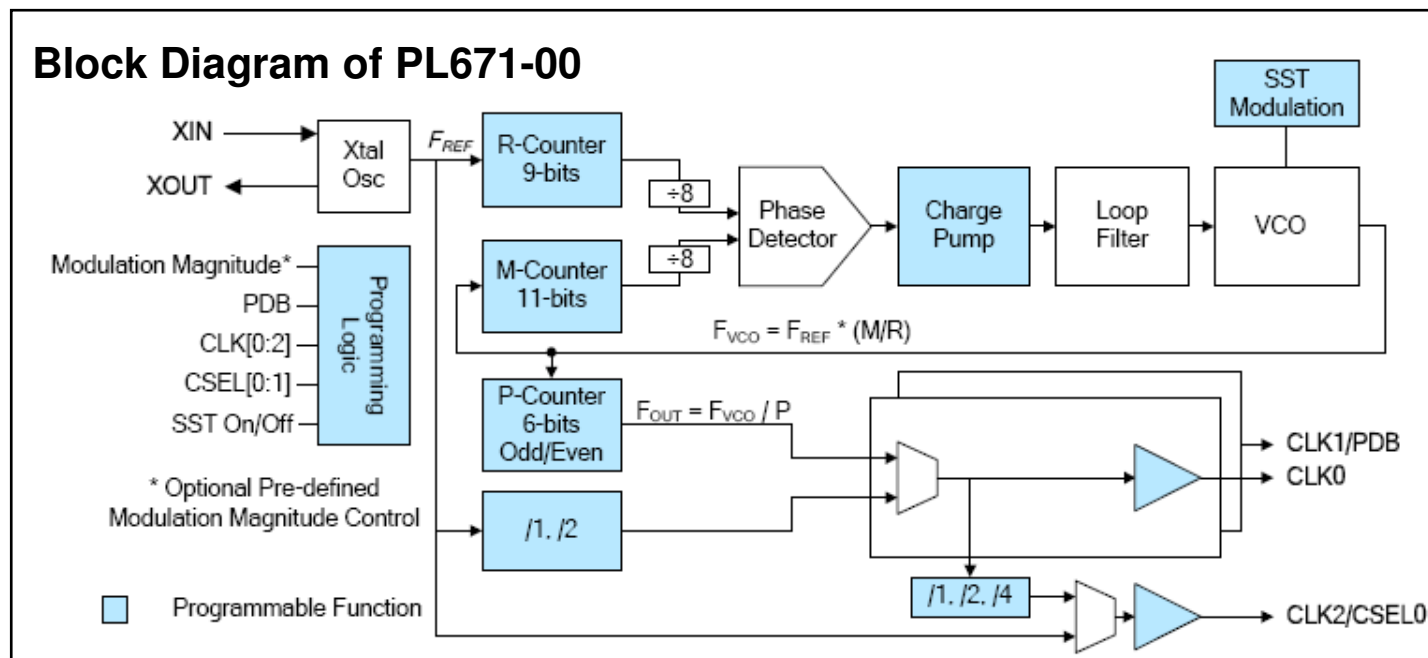 Block Diagram of PL671-00
SST
Modulation
XIN
XOUT
Xtal
Osc
FREF
R-Counter
9-bits
÷8
Phase
Detector
Charge
Pump
Loop
Filter
VCO
M-Counter
11-bits
÷8
FVCO = FREF * (M/R)
Modulation Magnitude*
PDB
CLK[0:2]
CSEL[0:1]
SST On/Off
Programming
Logic
P-Counter
6-bits
Odd/Even
FOUT = FVCO / P
CLK1/PDB
CLK0
* Optional Pre-defined
Modulation Magnitude Control
/1, /2
/1, /2, /4
CLK2/CSEL0
Programmable Function